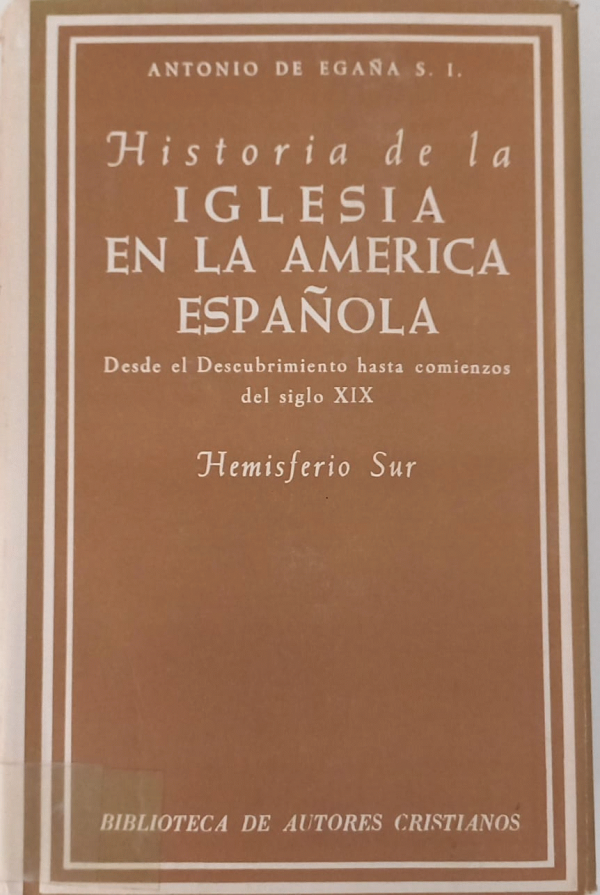 ANTONIO DE EGAÑA S. I.
Historia de la
IGLESIA
EN LA AMERICA
ESPAÑOLA
Desde el Descubrimiento hasta comienzos
del siglo XIX
Hemisferio Sur
BIBLIOTECA DE AUTORES CRISTIANOS